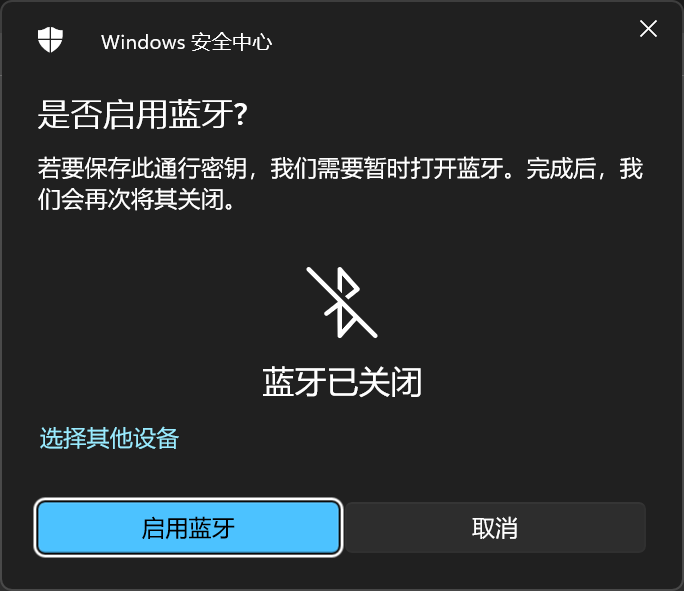 Windows 安全中心
是否启用蓝牙?
若要保存此通行密钥，我们需要暂时打开蓝牙。完成后，我
们会再次将其关闭。
蓝牙已关闭
选择其他设备
启用蓝牙
取消